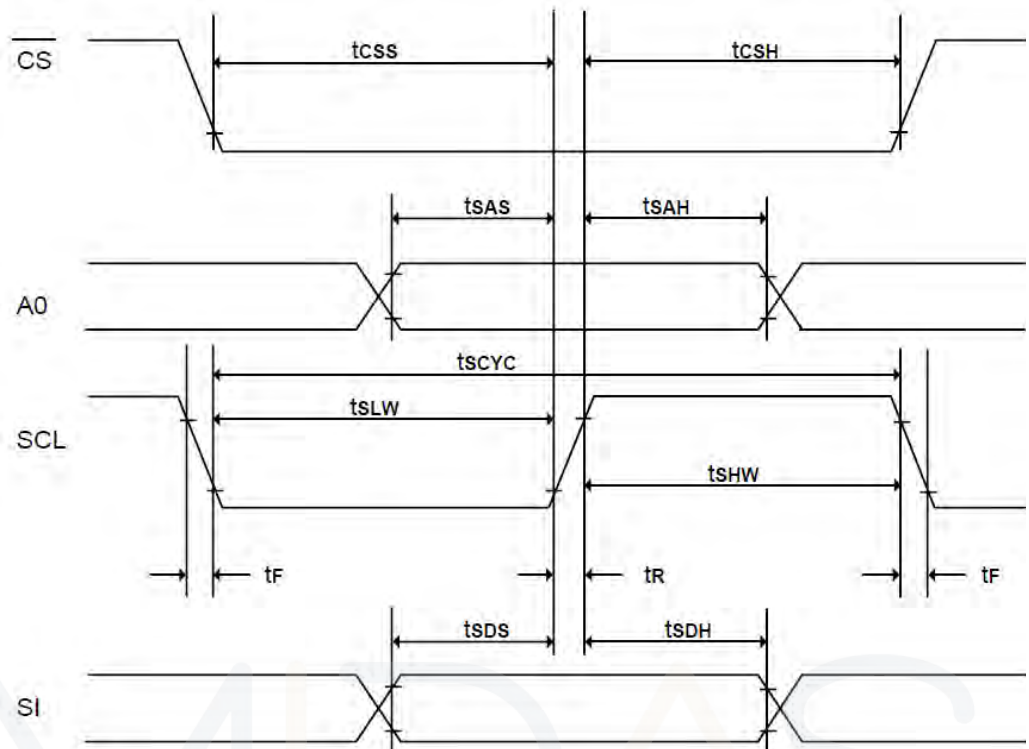 CS
tCSS tCSH
tSAS tSAH
A0
tSCYC
tSLW
SCL
tSHW
tF tR tF
tSDS tSDH
SI